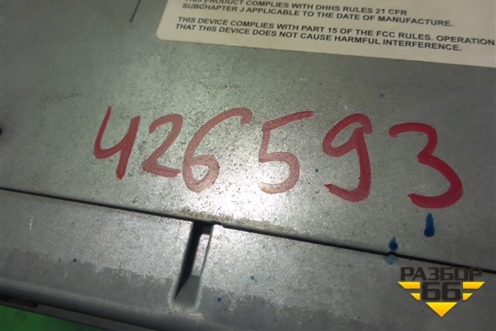 THIS PRODUCT COMPLIES WITH DHHS RULES 21 CFR
SUBCHAPTER J APPLICABLE TO THE DATE OF MANUFACTURE.
THIS DEVICE COMPLIES WITH PART 15 OF THE FCC RULES. OPERATION
THAT THIS DEVICE DOES NOT CAUSE HARMFUL INTERFERENCE.
426593
РАЗБОР
66